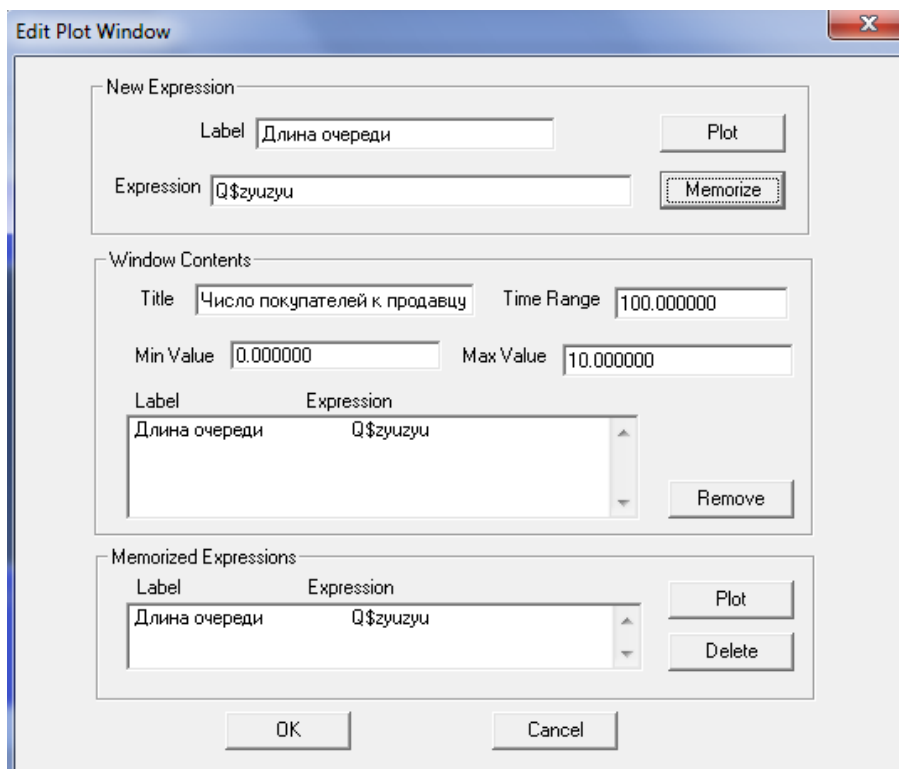 Edit Plot Window
New Expression
Label Длина очереди Plot
Expression Q$zyuzyu Memorize
Window Contents
Title Число покупателей к продавцу Time Range 100.000000
Min Value 0.000000 Max Value 10.000000
Label Expression
Длина очереди Q$zyuzyu
Remove
Memorized Expressions
Label Expression
Plot
Длина очереди Q$zyuzyu
Delete
OK Cancel